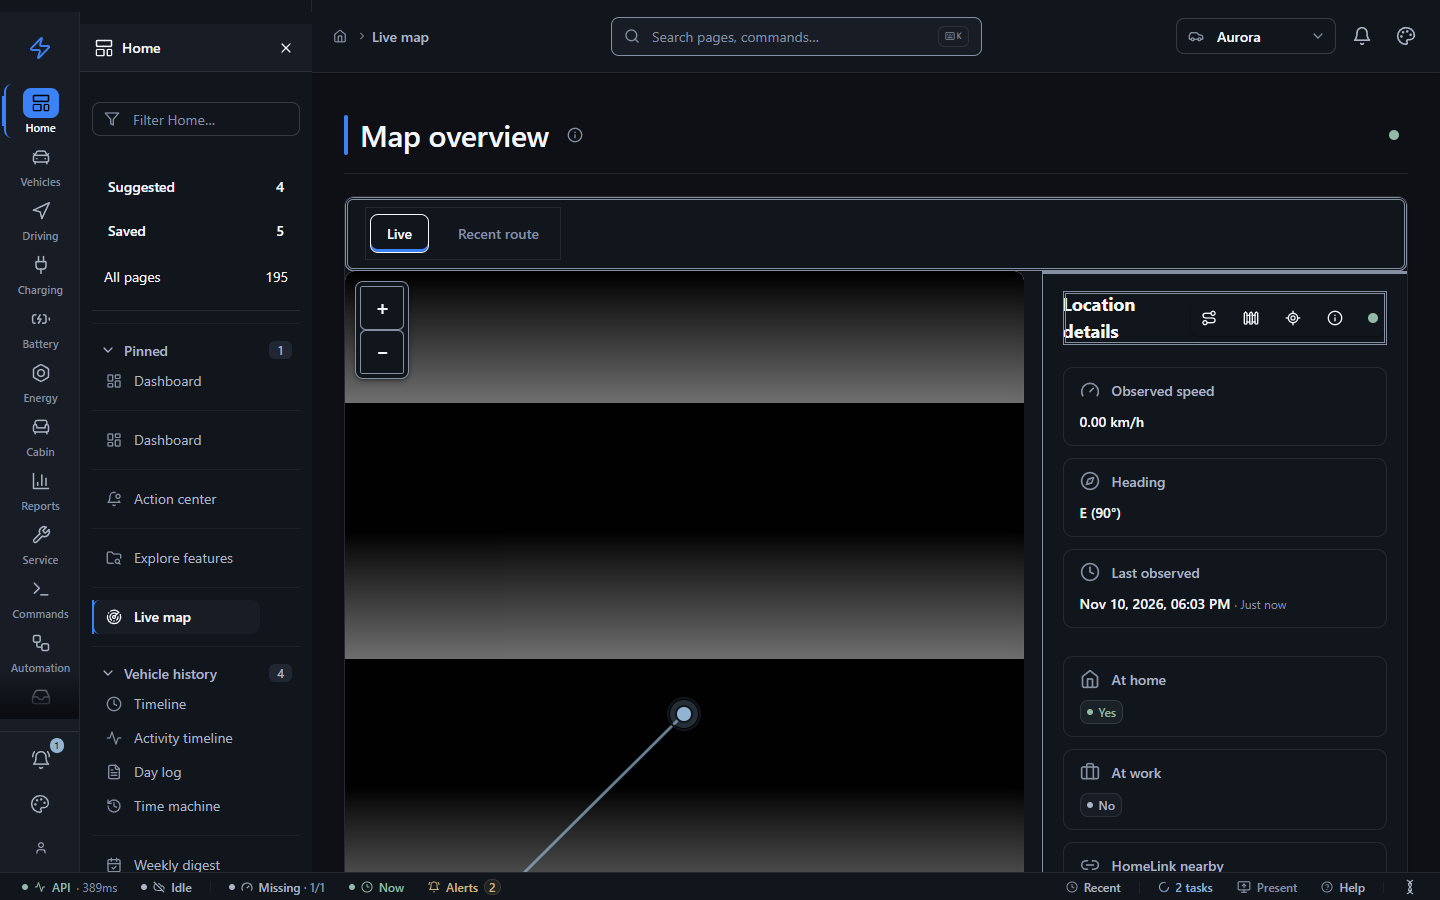 Home
Vehicles
Driving
Charging
Battery
Energy
Cabin
Reports
Service
Commands
Automation
1
Home
Filter Home...
Suggested 4
Saved 5
All pages 195
Pinned 1
Dashboard
Dashboard
Action center
Explore features
Live map
Vehicle history 4
Timeline
Activity timeline
Day log
Time machine
Weekly digest
Live map
Search pages, commands...
K
Aurora
Map overview
Live
Recent route
+
−
Location details
Observed speed
0.00 km/h
Heading
E (90°)
Last observed
Nov 10, 2026, 06:03 PM · Just now
At home
Yes
At work
No
HomeLink nearby
API · 389ms
Idle
Missing · 1/1
Now
Alerts 2
Recent
2 tasks
Present
Help